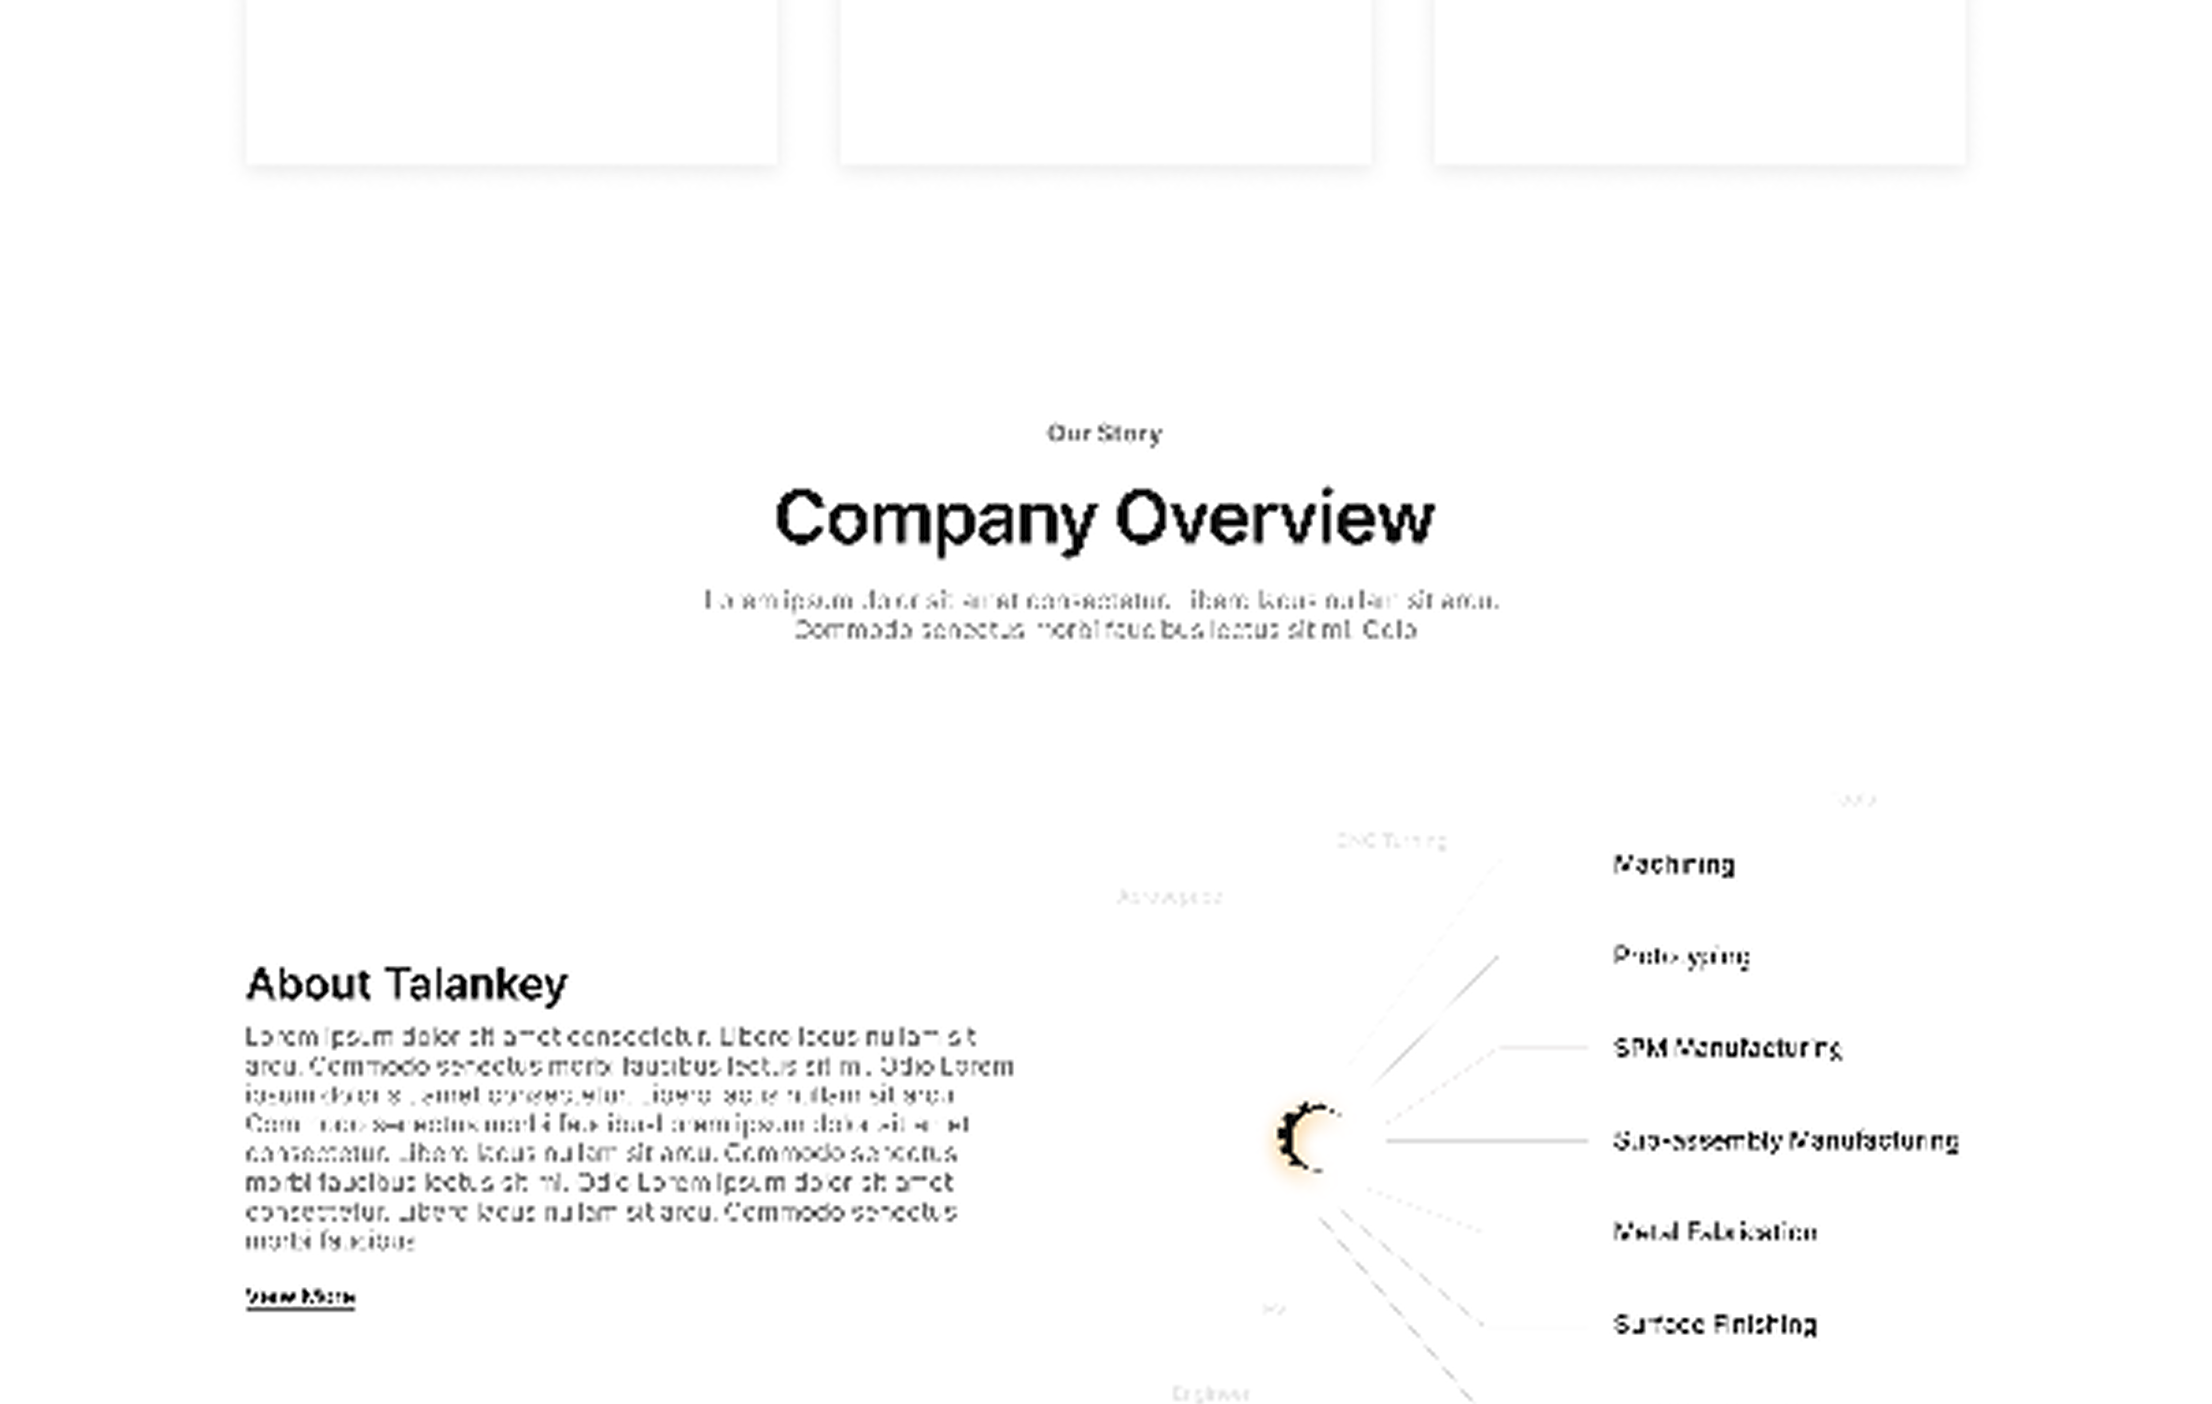 Our Story
Company Overview
Lorem ipsum dolor sit amet consectetur. Libero lacus nullam sit arcu.
Commodo senectus morbi faucibus lectus sit mi. Odio
CNC Turning
Machining
Aerospace
Prototyping
About Talankey
Lorem ipsum dolor sit amet consectetur. Libero lacus nullam sit
arcu. Commodo senectus morbi faucibus lectus sit mi. Odio Lorem
ipsum dolor sit amet consectetur. Libero lacus nullam sit arcu.
Commodo senectus morbi faucibus Lorem ipsum dolor sit amet
consectetur. Libero lacus nullam sit arcu. Commodo senectus
morbi faucibus lectus sit mi. Odio Lorem ipsum dolor sit amet
consectetur. Libero lacus nullam sit arcu. Commodo senectus
morbi faucibus
View More
SPM Manufacturing
Sub-assembly Manufacturing
Metal Fabrication
Surface Finishing
Engineer